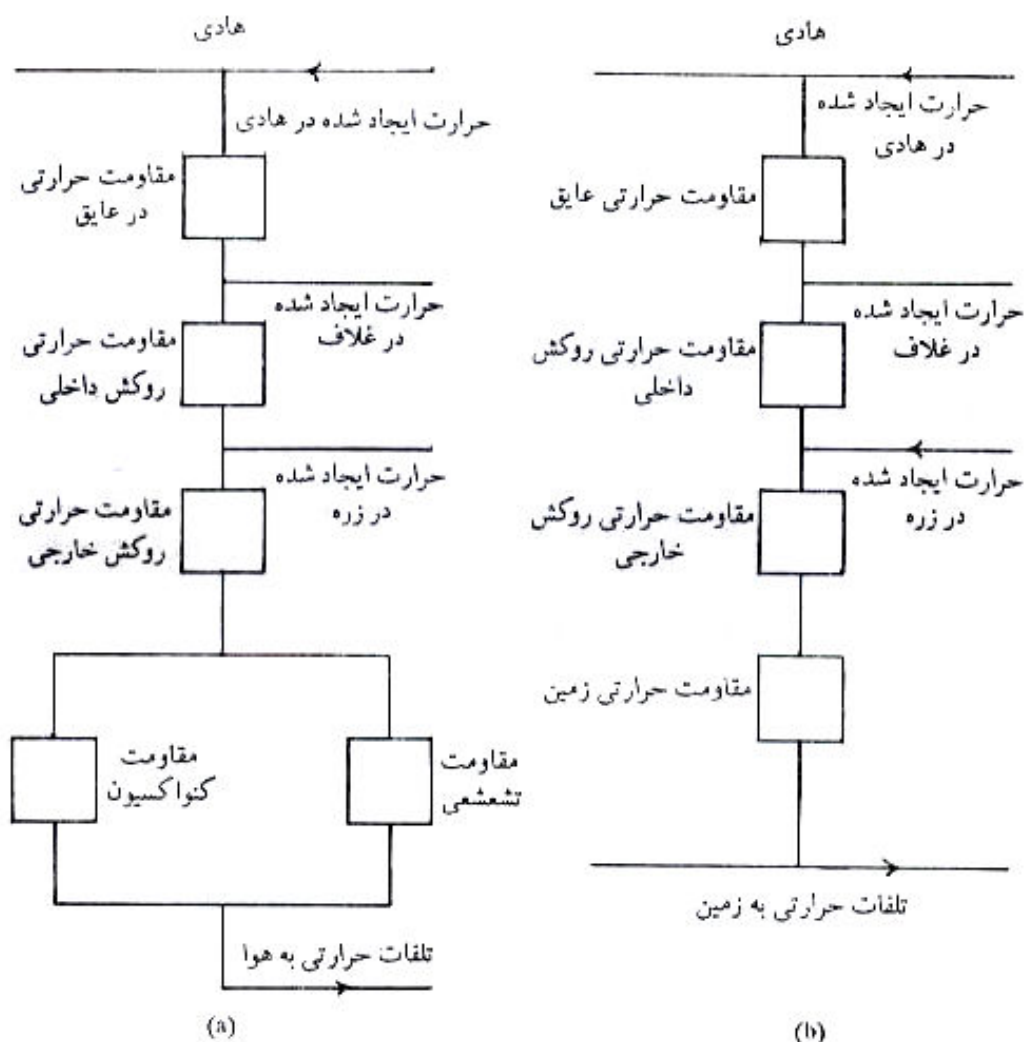 هادی
حرارت ایجاد شده در هادی
مقاومت حرارتی
در عایق
حرارت ایجاد شده
در غلاف
مقاومت حرارتی
روکش داخلی
حرارت ایجاد شده
در زره
مقاومت حرارتی
روکش خارجی
مقاومت
کنواکسیون
مقاومت
تشعشعی
تلفات حرارتی به هوا
(a)
هادی
حرارت ایجاد شده
در هادی
مقاومت حرارتی عایق
حرارت ایجاد شده
در غلاف
مقاومت حرارتی روکش
داخلی
حرارت ایجاد شده
در زره
مقاومت حرارتی روکش
خارجی
مقاومت حرارتی زمین
تلفات حرارتی به زمین
(b)